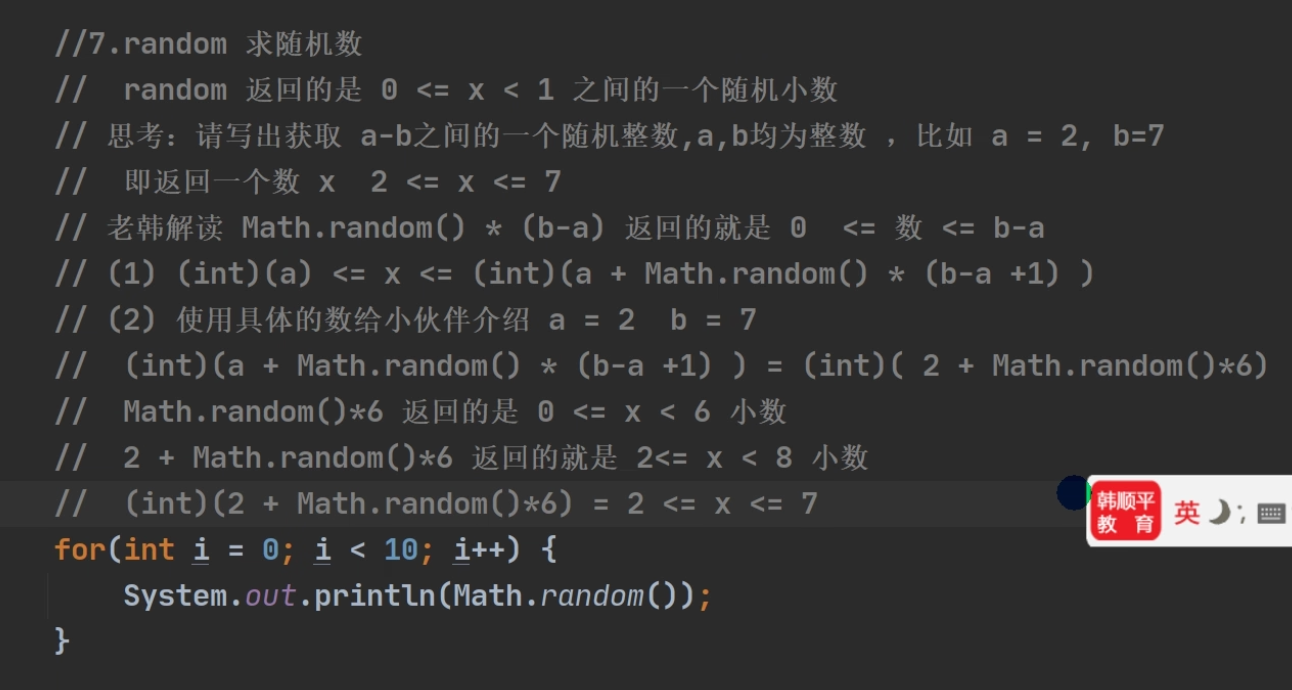 //7.random 求随机数
//  random 返回的是 0 <= x < 1 之间的一个随机小数
// 思考：请写出获取 a-b之间的一个随机整数,a,b均为整数 ，比如 a = 2, b=7
//  即返回一个数 x  2 <= x <= 7
// 老韩解读 Math.random() * (b-a) 返回的就是 0  <= 数 <= b-a
// (1) (int)(a) <= x <= (int)(a + Math.random() * (b-a +1) )
// (2) 使用具体的数给小伙伴介绍 a = 2  b = 7
//  (int)(a + Math.random() * (b-a +1) ) = (int)( 2 + Math.random()*6)
//  Math.random()*6 返回的是 0 <= x < 6 小数
//  2 + Math.random()*6 返回的就是 2<= x < 8 小数
//  (int)(2 + Math.random()*6) = 2 <= x <= 7
韩顺平
教 育
英
for(int i = 0; i < 10; i++) {
    System.out.println(Math.random());
}